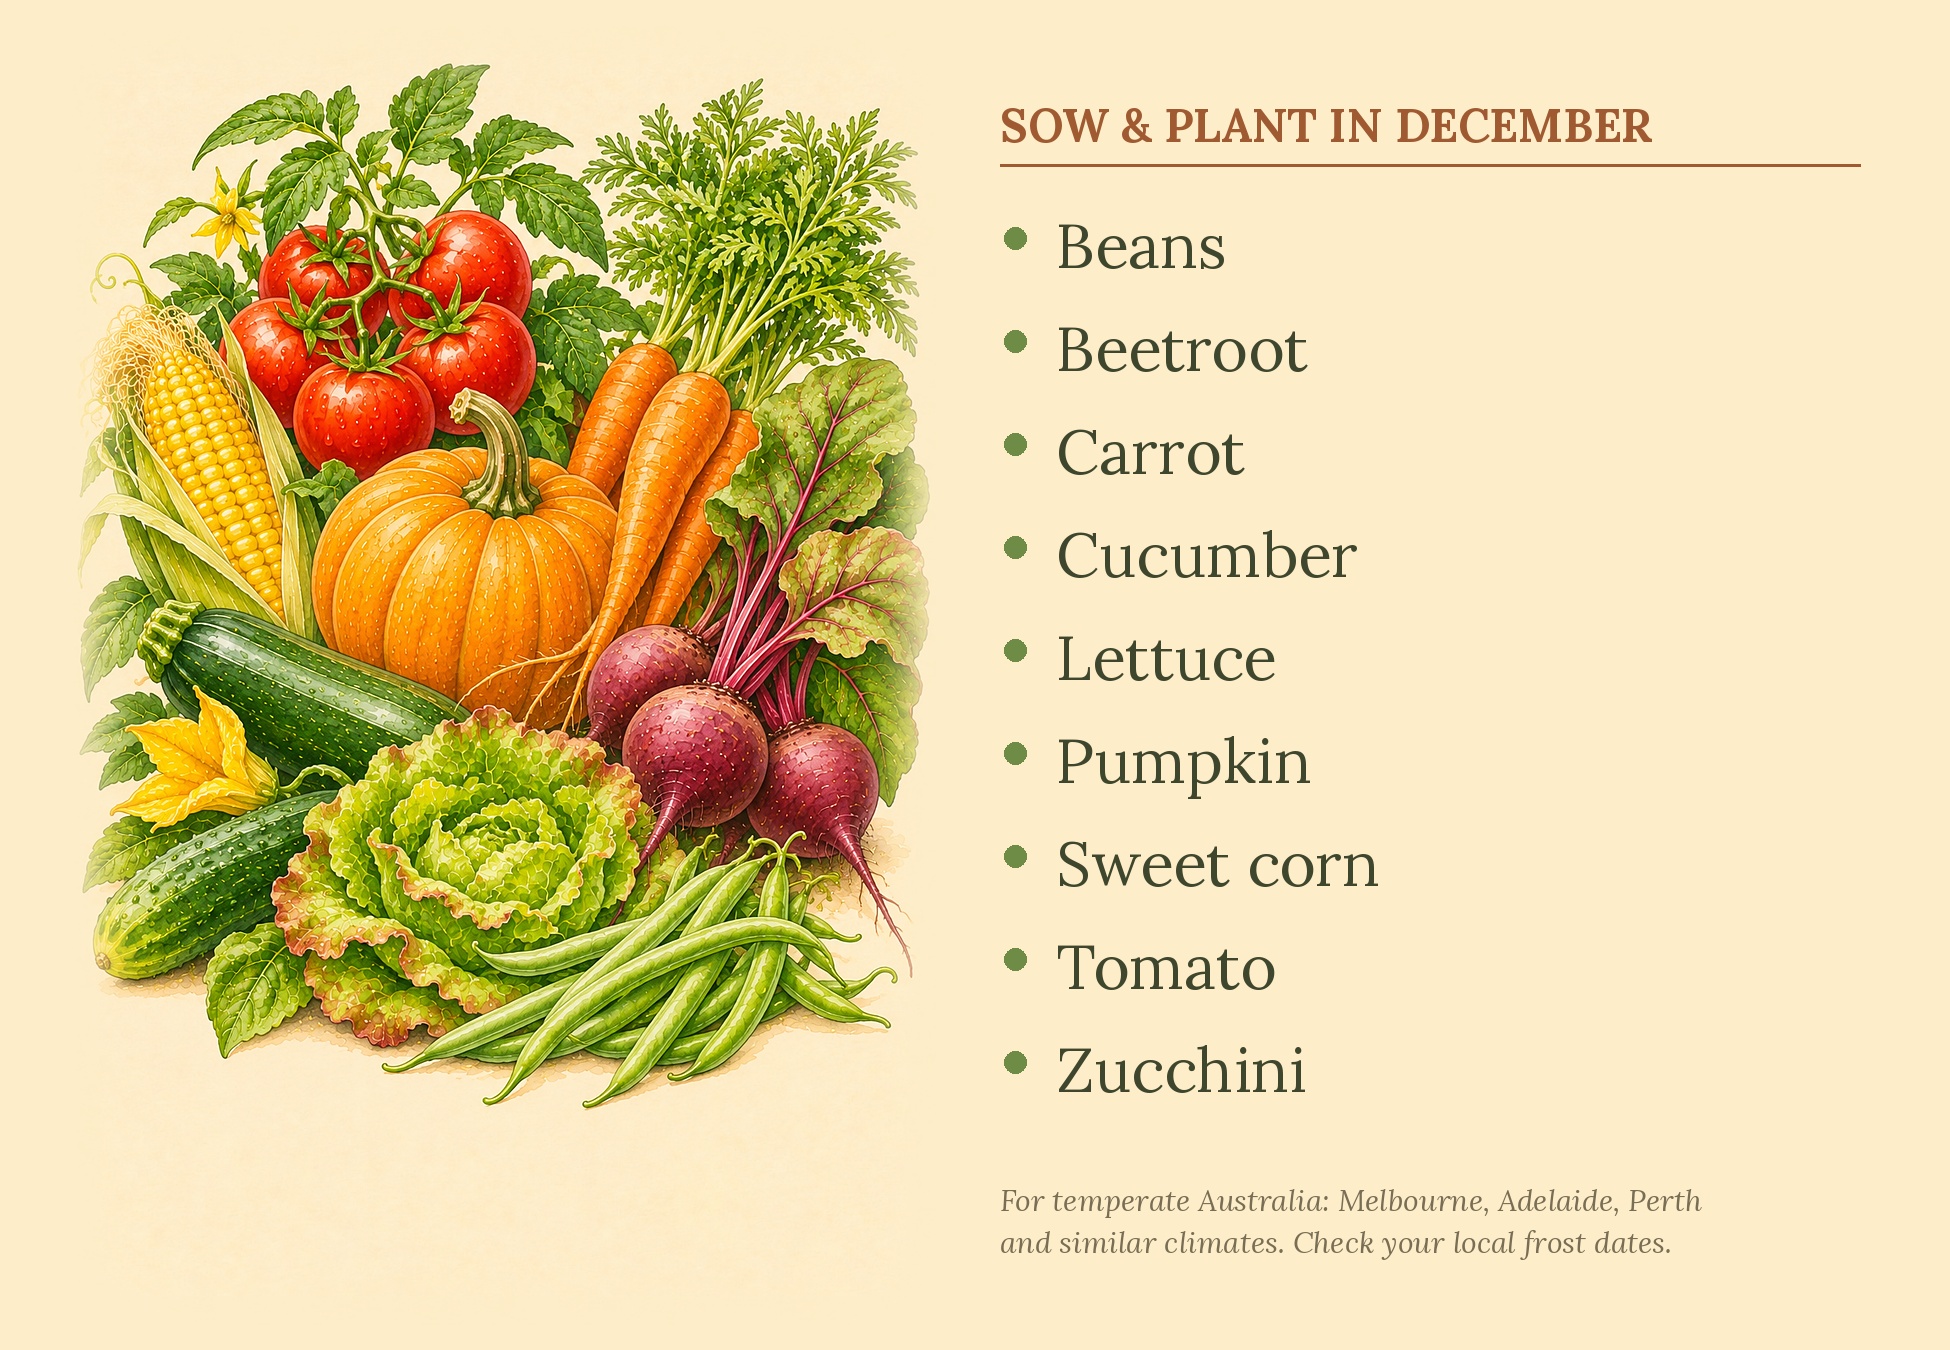 SOW & PLANT IN DECEMBER
Beans
Beetroot
Carrot
Cucumber
Lettuce
Pumpkin
Sweet corn
Tomato
Zucchini
For temperate Australia: Melbourne, Adelaide, Perth
and similar climates. Check your local frost dates.